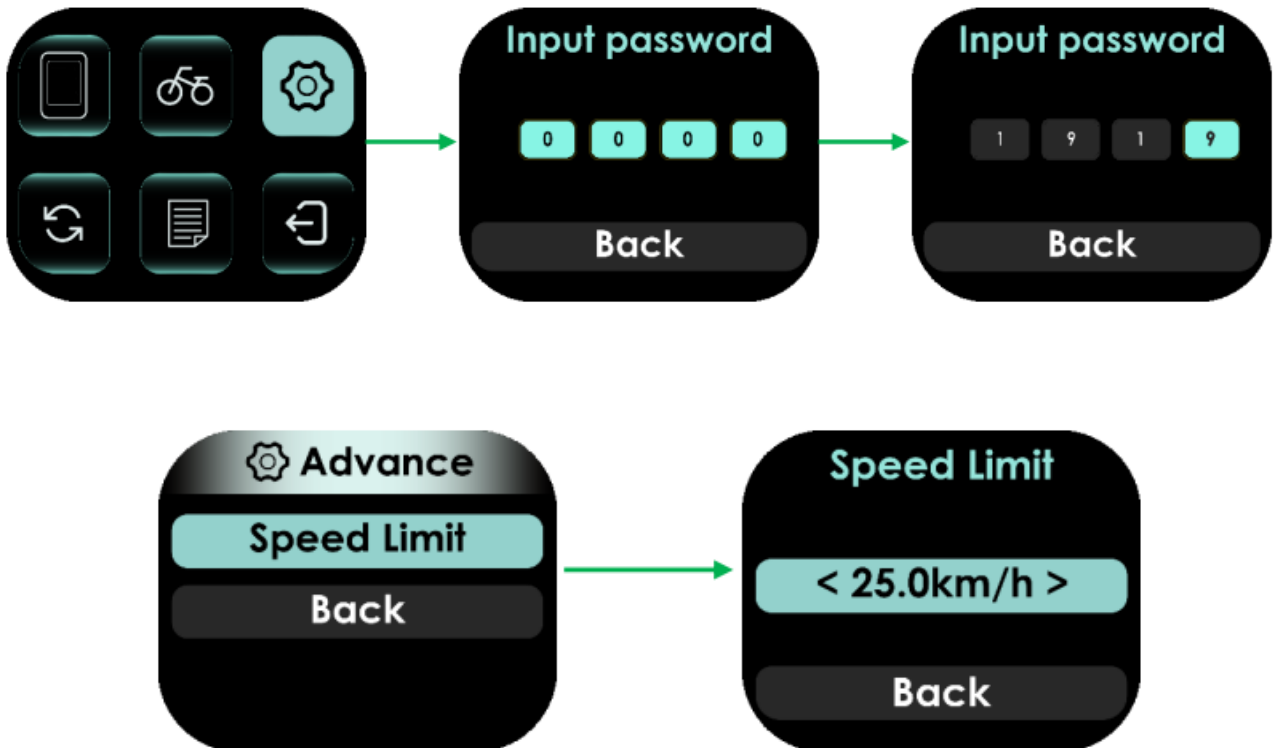 Input password
0 0 0 0
Back
Input password
1 9 1 9
Back
Advance
Speed Limit
Back
Speed Limit
< 25.0km/h >
Back